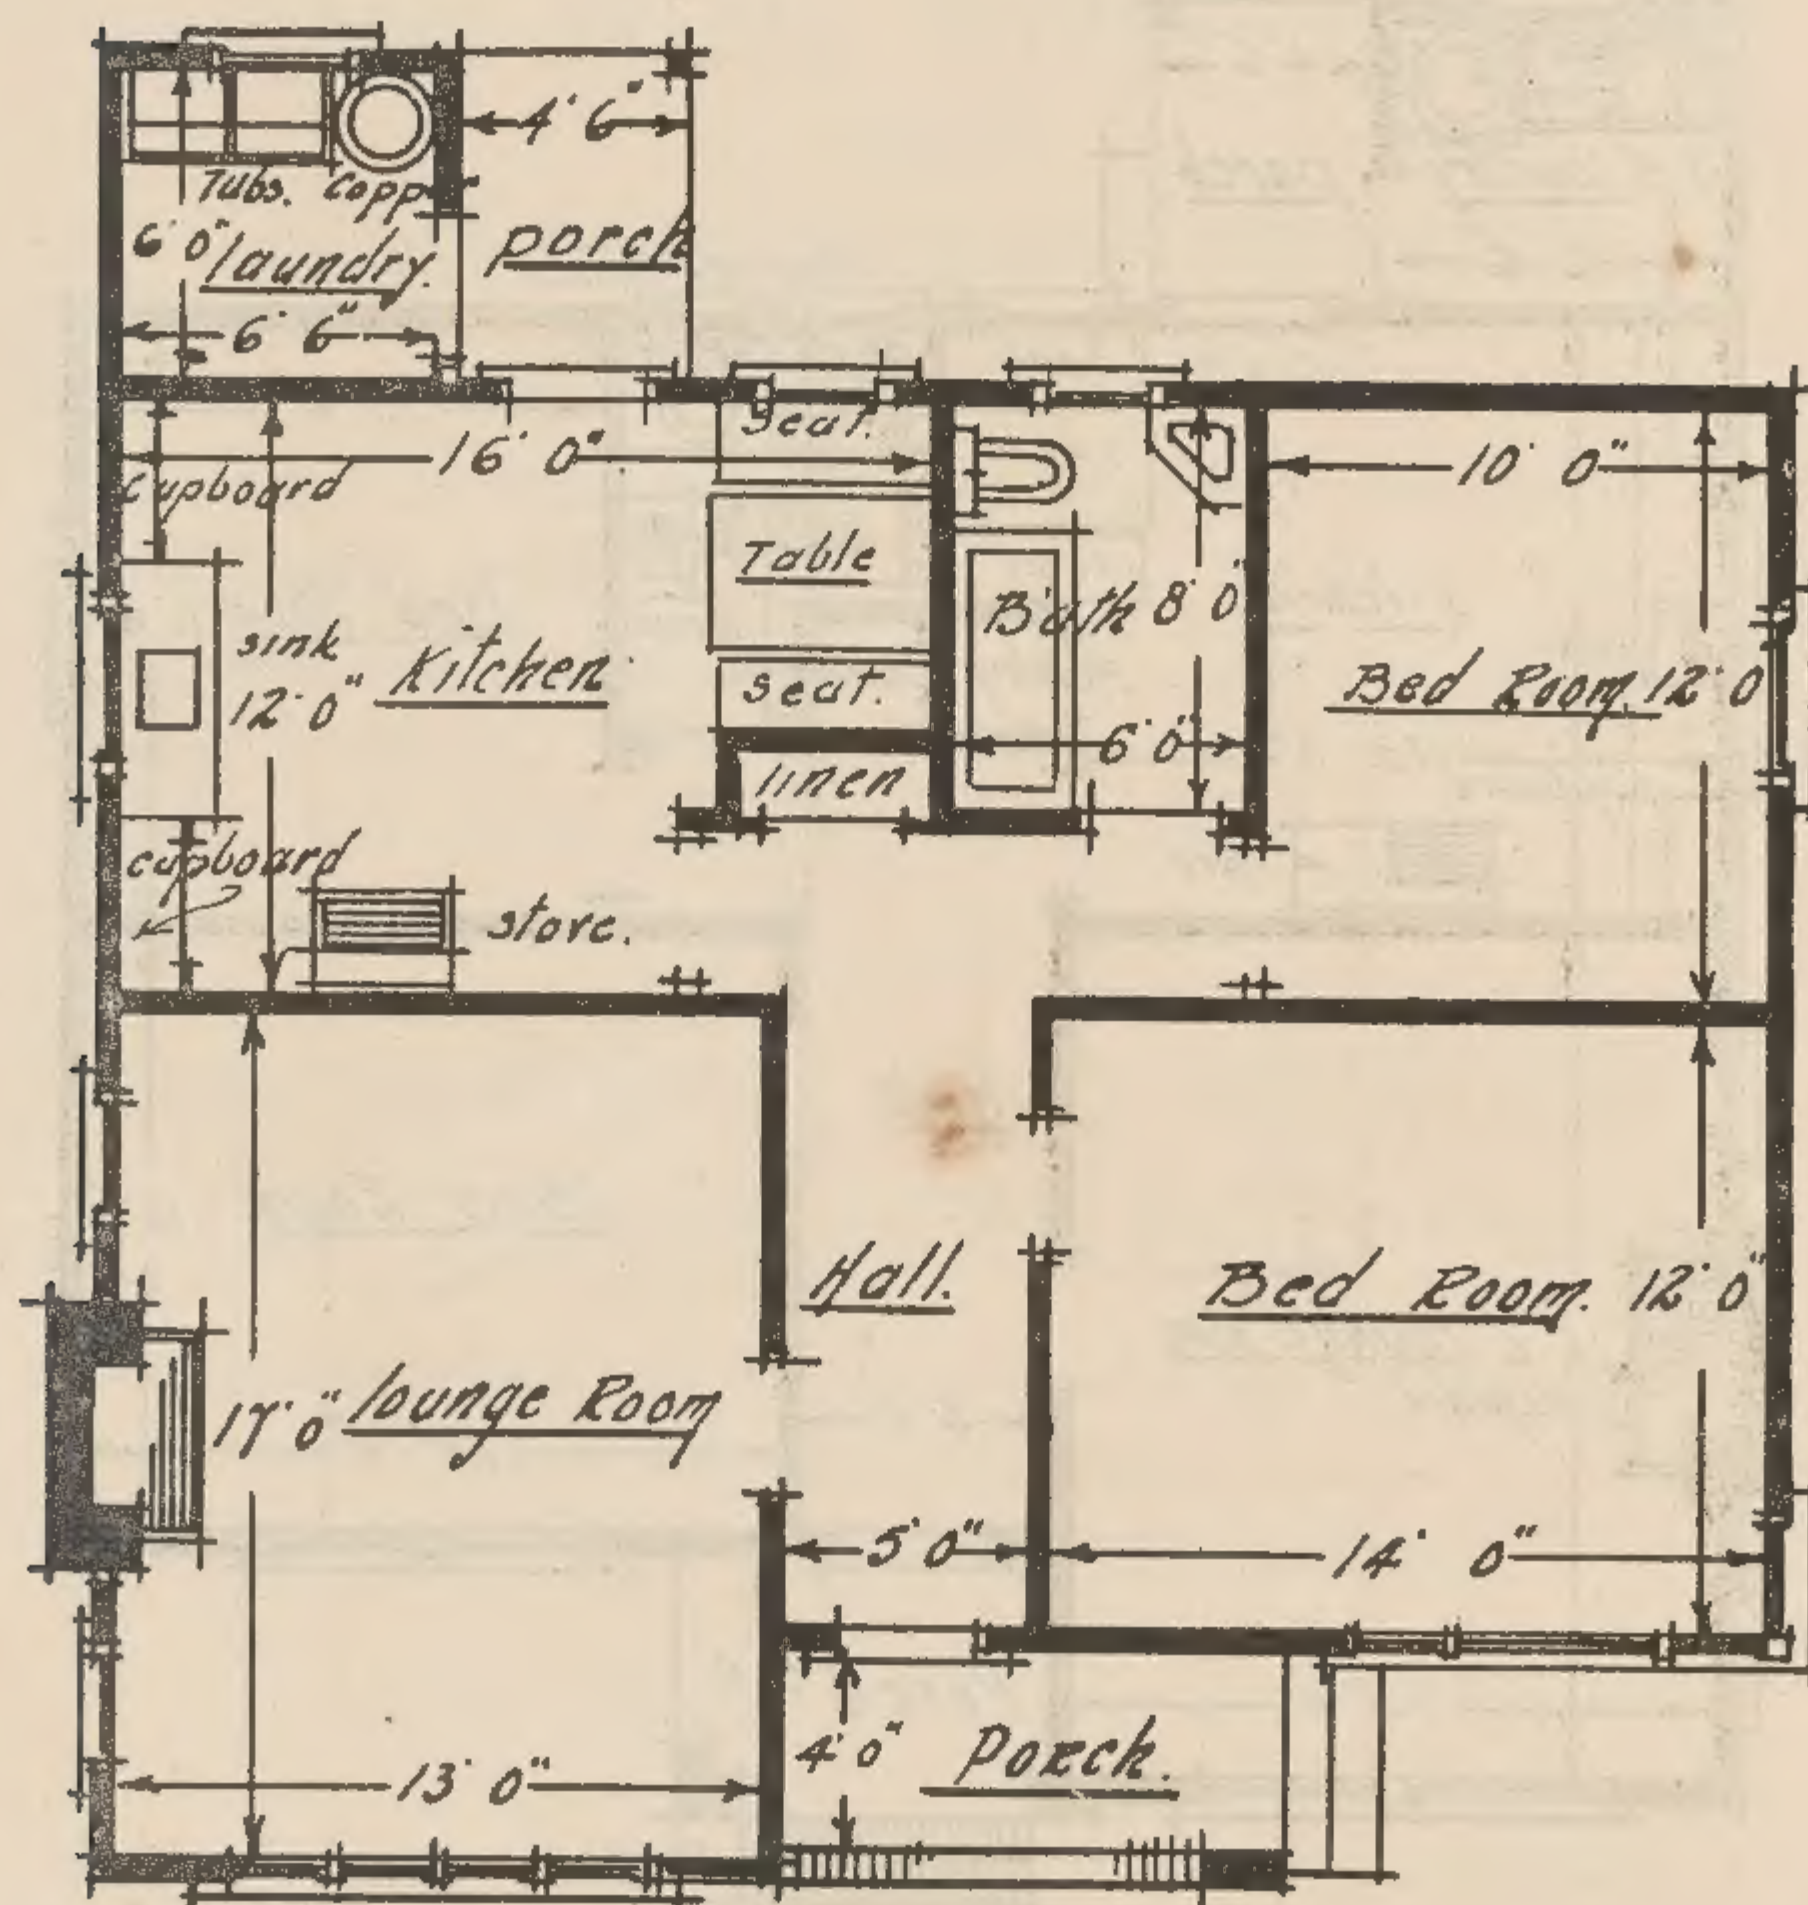 4' 6"
Tubs. Copp
6' 0" laundry.
porch
6' 6"
seat.
16' 0"
10' 0"
cupboard
Table
Bath 8' 0"
sink
Kitchen
12' 0"
seat.
Bed Room. 12' 0
6' 0"
linen
cupboard
stove.
Hall.
Bed Room. 12' 0"
17' 0" lounge Room
5' 0"
14' 0"
4' 0" Porch.
13' 0"